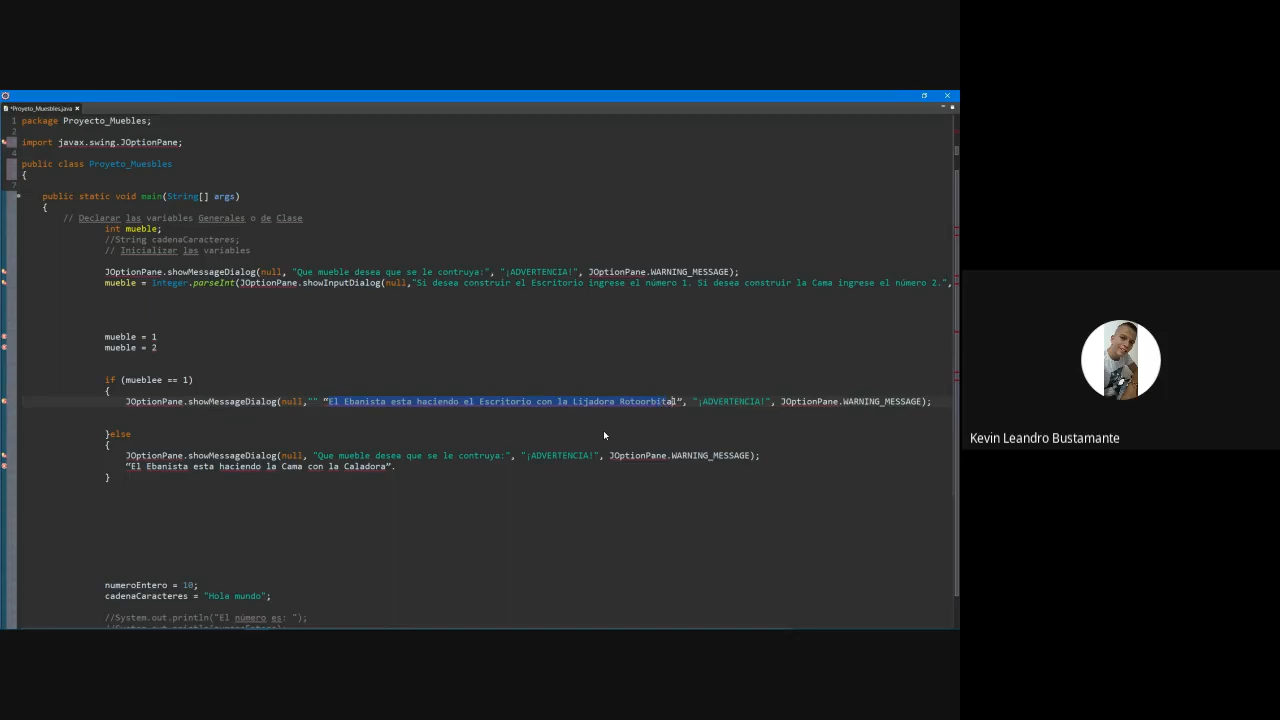 *Proyeto_Muesbles.java
1 package Proyecto_Muebles;
2
import javax.swing.JOptionPane;
4
public class Proyeto_Muesbles
{
7
public static void main(String[] args)
{
// Declarar las variables Generales o de Clase
int mueble;
//String cadenaCaracteres;
// Inicializar las variables
JOptionPane.showMessageDialog(null, "Que mueble desea que se le contruya:", "¡ADVERTENCIA!", JOptionPane.WARNING_MESSAGE);
mueble = Integer.parseInt(JOptionPane.showInputDialog(null,"Si desea construir el Escritorio ingrese el número 1. Si desea construir la Cama ingrese el número 2.",
mueble = 1
mueble = 2
if (mueblee == 1)
{
JOptionPane.showMessageDialog(null,"" “El Ebanista esta haciendo el Escritorio con la Lijadora Rotoorbital”, "¡ADVERTENCIA!", JOptionPane.WARNING_MESSAGE);
}else
{
JOptionPane.showMessageDialog(null, "Que mueble desea que se le contruya:", "¡ADVERTENCIA!", JOptionPane.WARNING_MESSAGE);
“El Ebanista esta haciendo la Cama con la Caladora”.
}
numeroEntero = 10;
cadenaCaracteres = "Hola mundo";
//System.out.println("El número es: ");
Kevin Leandro Bustamante